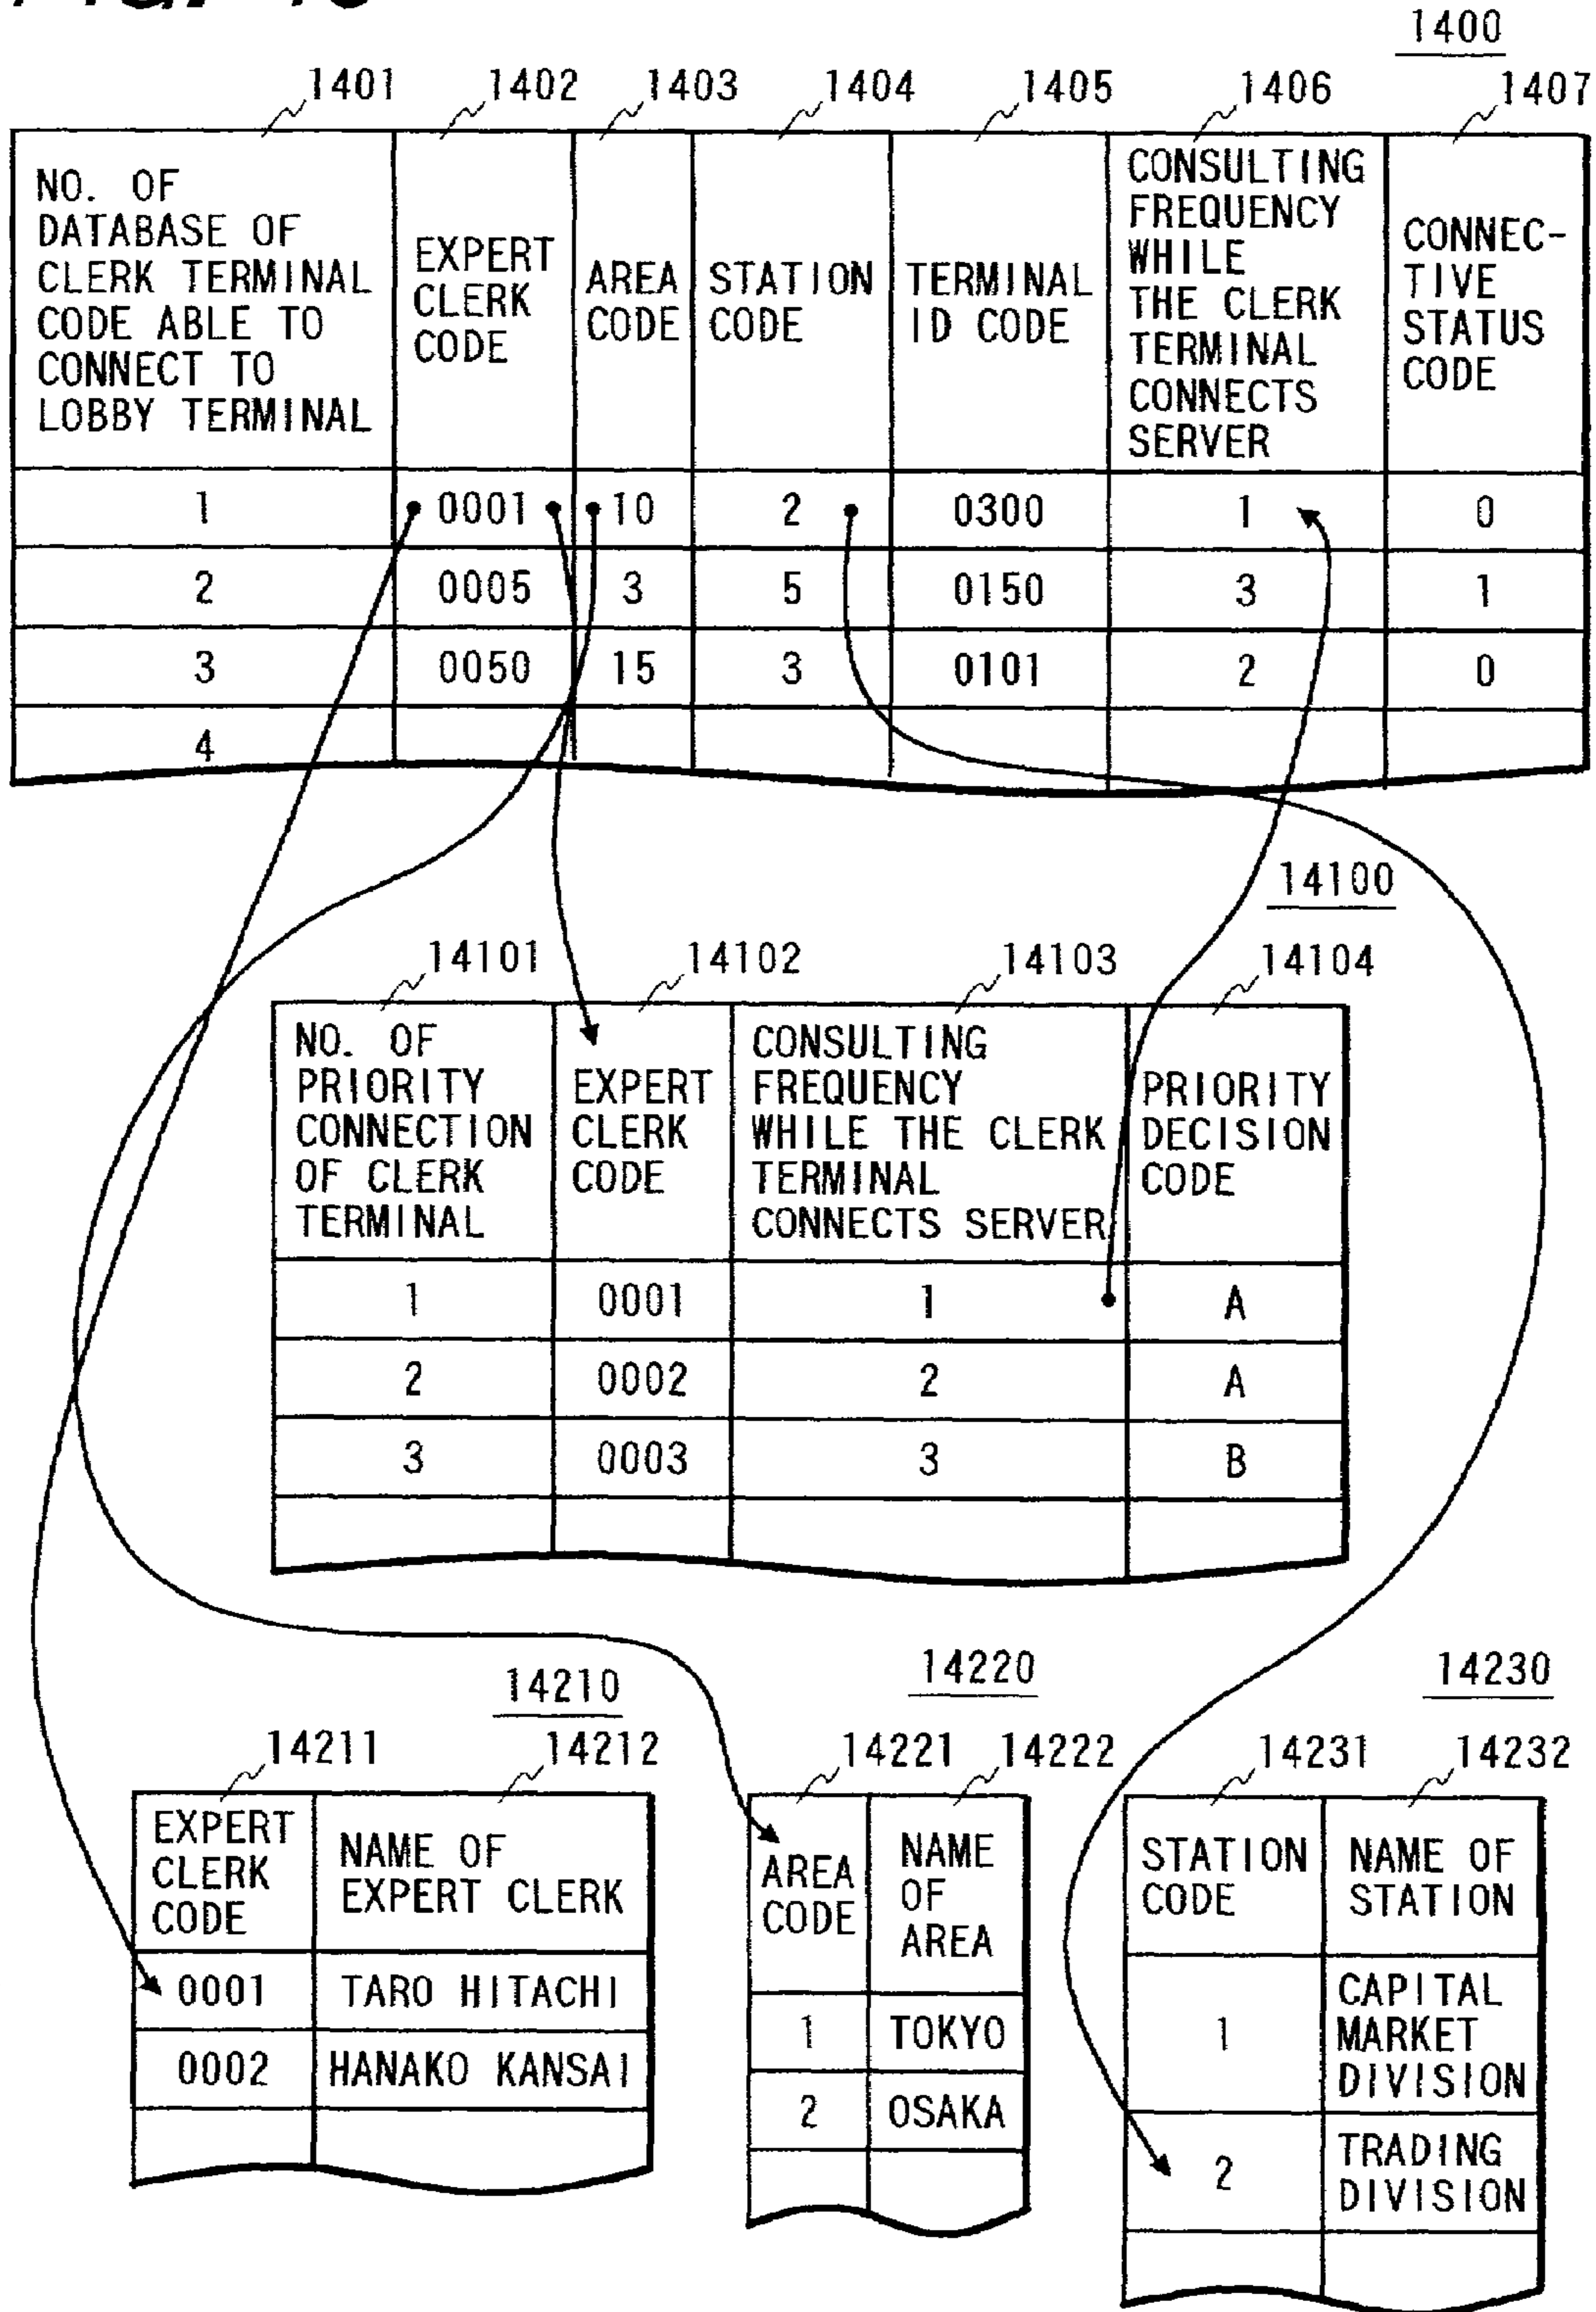 1400
1401 1402 1403 1404 1405 1406 1407
NO. OF
DATABASE OF
CLERK TERMINAL
CODE ABLE TO
CONNECT TO
LOBBY TERMINAL
EXPERT
CLERK
CODE
AREA
CODE
STATION
CODE
TERMINAL
ID CODE
CONSULTING
FREQUENCY
WHILE
THE CLERK
TERMINAL
CONNECTS
SERVER
CONNEC-
TIVE
STATUS
CODE
1 0001 10 2 0300 1 0
2 0005 3 5 0150 3 1
3 0050 15 3 0101 2 0
4
14100
14101 14102 14103 14104
NO. OF
PRIORITY
CONNECTION
OF CLERK
TERMINAL
EXPERT
CLERK
CODE
CONSULTING
FREQUENCY
WHILE THE CLERK
TERMINAL
CONNECTS SERVER
PRIORITY
DECISION
CODE
1 0001 1 A
2 0002 2 A
3 0003 3 B
14210
14211 14212
EXPERT
CLERK
CODE
NAME OF
EXPERT CLERK
0001 TARO HITACHI
0002 HANAKO KANSAI
14220
14221 14222
AREA
CODE
NAME
OF
AREA
1 TOKYO
2 OSAKA
14230
14231 14232
STATION
CODE
NAME OF
STATION
1
CAPITAL
MARKET
DIVISION
2
TRADING
DIVISION